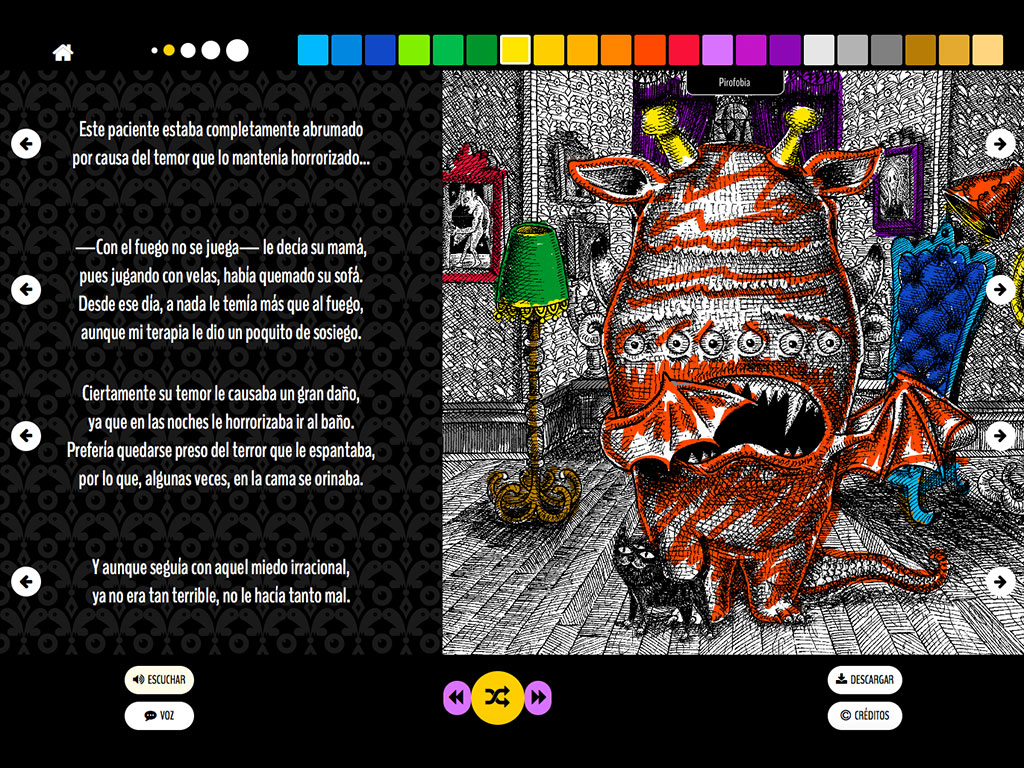 Pirofobia
Este paciente estaba completamente abrumado
por causa del temor que lo mantenía horrorizado...
—Con el fuego no se juega— le decía su mamá,
pues jugando con velas, había quemado su sofá.
Desde ese día, a nada le temía más que al fuego,
aunque mi terapia le dio un poquito de sosiego.
Ciertamente su temor le causaba un gran daño,
ya que en las noches le horrorizaba ir al baño.
Prefería quedarse preso del terror que le espantaba,
por lo que, algunas veces, en la cama se orinaba.
Y aunque seguía con aquel miedo irracional,
ya no era tan terrible, no le hacía tanto mal.
ESCUCHAR
VOZ
DESCARGAR
CRÉDITOS